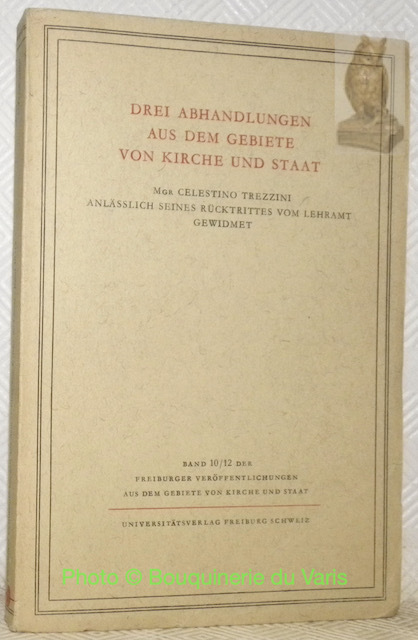 DREI ABHANDLUNGEN
AUS DEM GEBIETE
VON KIRCHE UND STAAT
Mgr CELESTINO TREZZINI
ANLÄSSLICH SEINES RÜCKTRITTES VOM LEHRAMT
GEWIDMET
BAND 10/12 DER
FREIBURGER VERÖFFENTLICHUNGEN
AUS DEM GEBIETE VON KIRCHE UND STAAT
UNIVERSITÄTSVERLAG FREIBURG SCHWEIZ
Photo © Bouquinerie du Varis